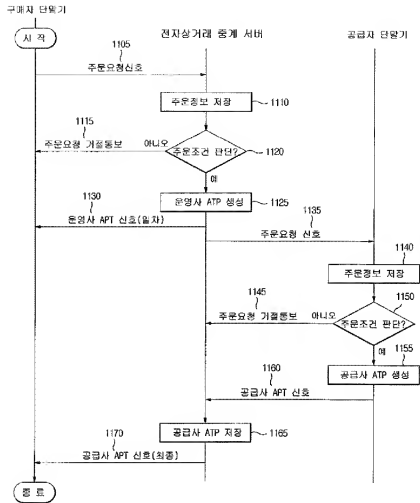 구매자 단말기
전자상거래 중계 서버
공급자 단말기
시 작
1105
주문요청신호
주문정보 저장
1110
1115
주문요청 거절통보
아니오
주문조건 판단?
1120
예
1130
운영사 ATP 생성
1125
1135
운영사 APT 신호(일차)
주문요청 신호
1140
주문정보 저장
1145
1150
주문요청 거절통보
아니오
주문조건 판단?
예
1155
1160
공급사 ATP 생성
공급사 APT 신호
1170
공급사 ATP 저장
1165
공급사 APT 신호(최종)
종 료